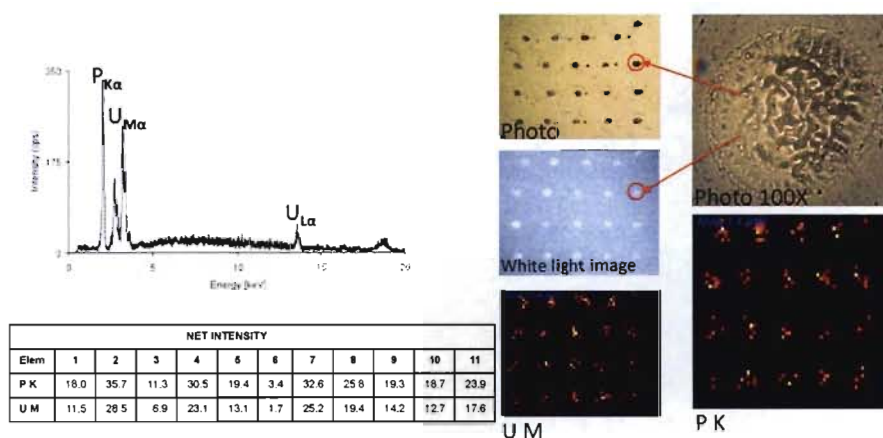 350
175
0
Intensity (cps)
P Kα
U Mα
U Lα
0 5 10 15 20
Energy [keV]
NET INTENSITY
Elem 1 2 3 4 5 6 7 8 9 10 11
P K 18.0 35.7 11.3 30.5 19.4 3.4 32.6 25.8 19.3 18.7 23.9
U M 11.5 28.5 6.9 23.1 13.1 1.7 25.2 19.4 14.2 12.7 17.6
Photo
Photo 100X
White light image
U M
P K